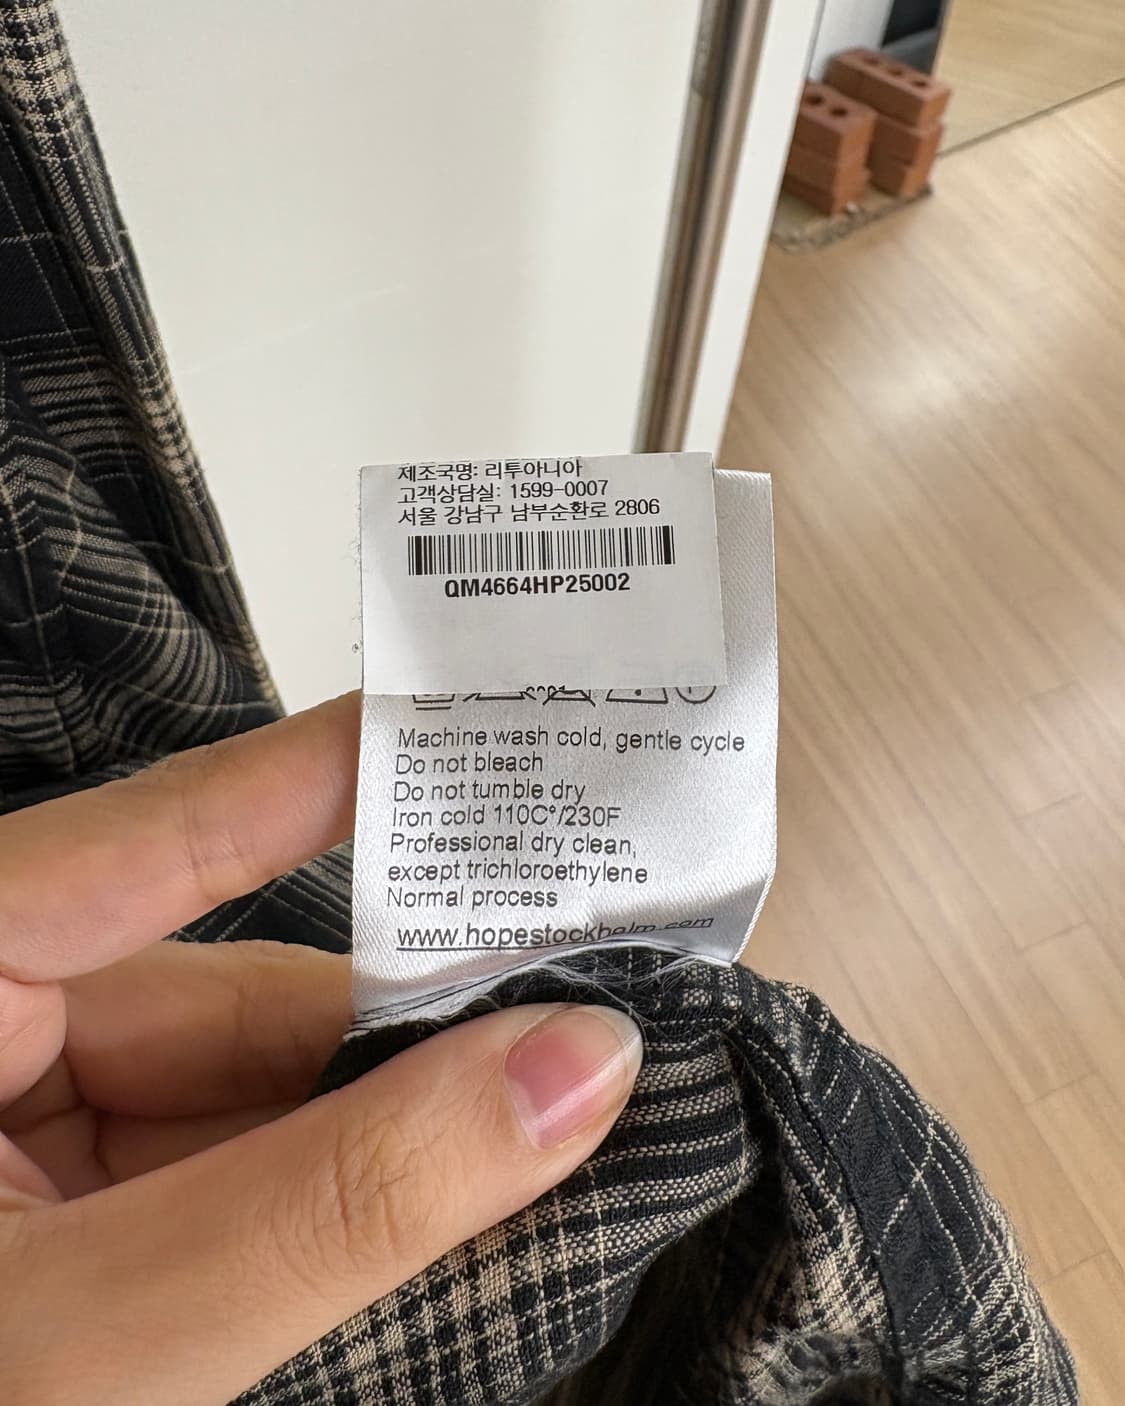 제조국명: 리투아니아
고객상담실: 1599-0007
서울 강남구 남부순환로 2806
QM4664HP25002
Machine wash cold, gentle cycle
Do not bleach
Do not tumble dry
Iron cold 110C°/230F
Professional dry clean,
except trichloroethylene
Normal process
www.hopestockholm.com